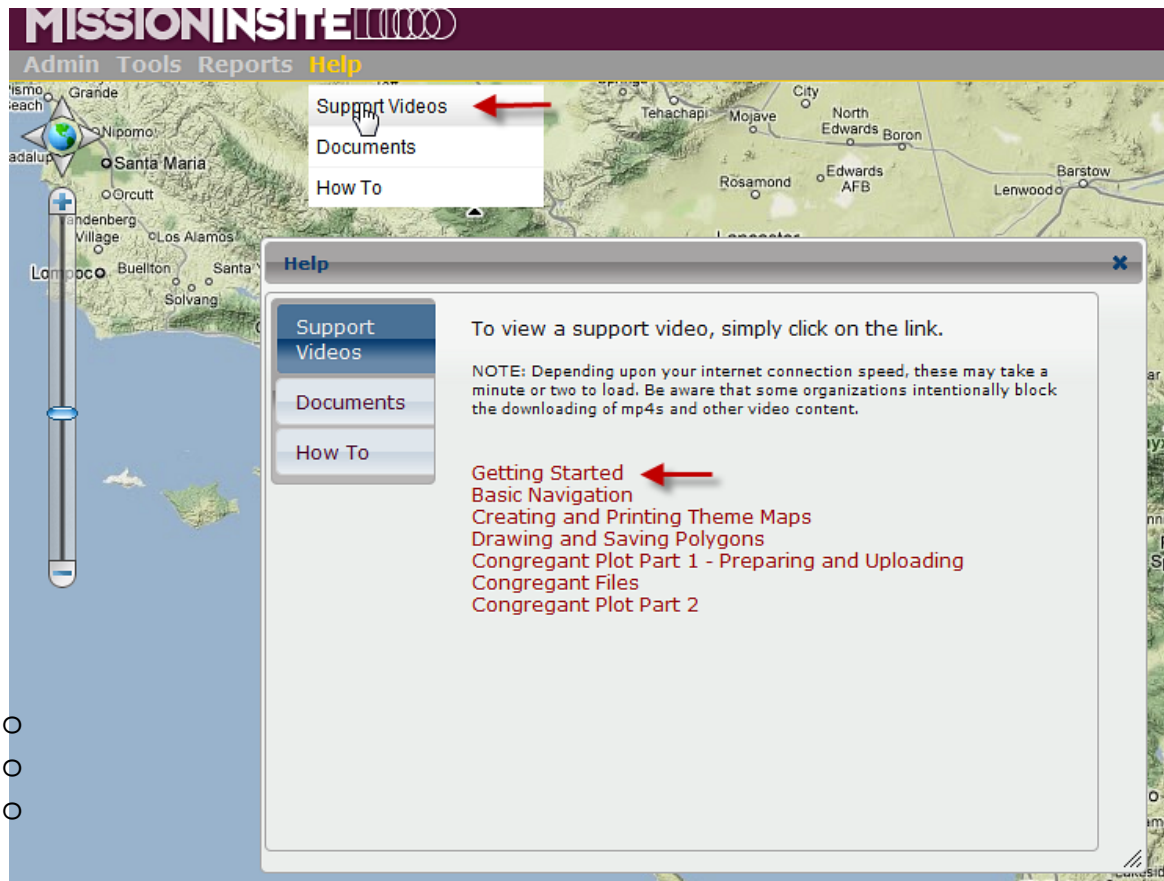 MISSIONINSITE
Admin Tools Reports Help
Support Videos
Documents
How To
Grande
Nipomo
Santa Maria
Orcutt
Village
Los Alamos
Buellton
Santa
Solvang
City
Tehachapi
Mojave
North
Edwards
Boron
Rosamond
Edwards
AFB
Lenwood
Barstow
Help
Support
Videos
Documents
How To
To view a support video, simply click on the link.
NOTE: Depending upon your internet connection speed, these may take a
minute or two to load. Be aware that some organizations intentionally block
the downloading of mp4s and other video content.
Getting Started
Basic Navigation
Creating and Printing Theme Maps
Drawing and Saving Polygons
Congregant Plot Part 1 - Preparing and Uploading
Congregant Files
Congregant Plot Part 2